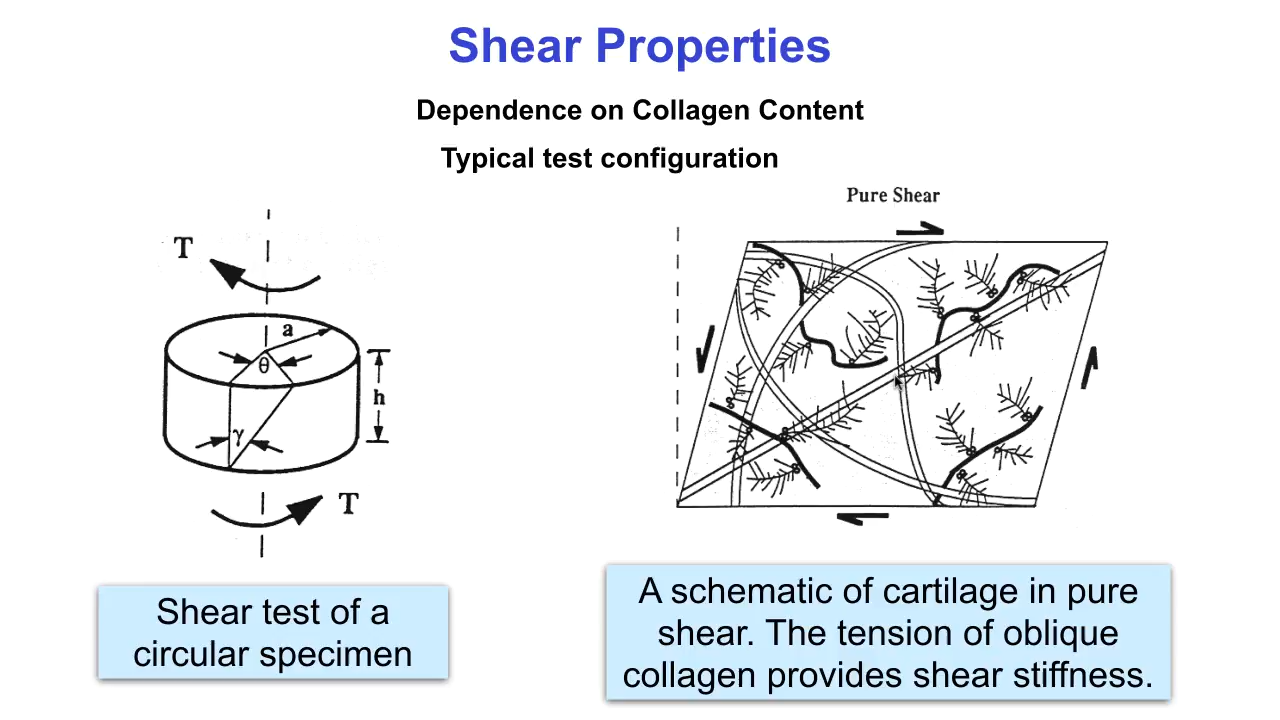 Shear Properties
Dependence on Collagen Content
Typical test configuration
T
a
θ
h
γ
T
Shear test of a
circular specimen
Pure Shear
A schematic of cartilage in pure
shear. The tension of oblique
collagen provides shear stiffness.